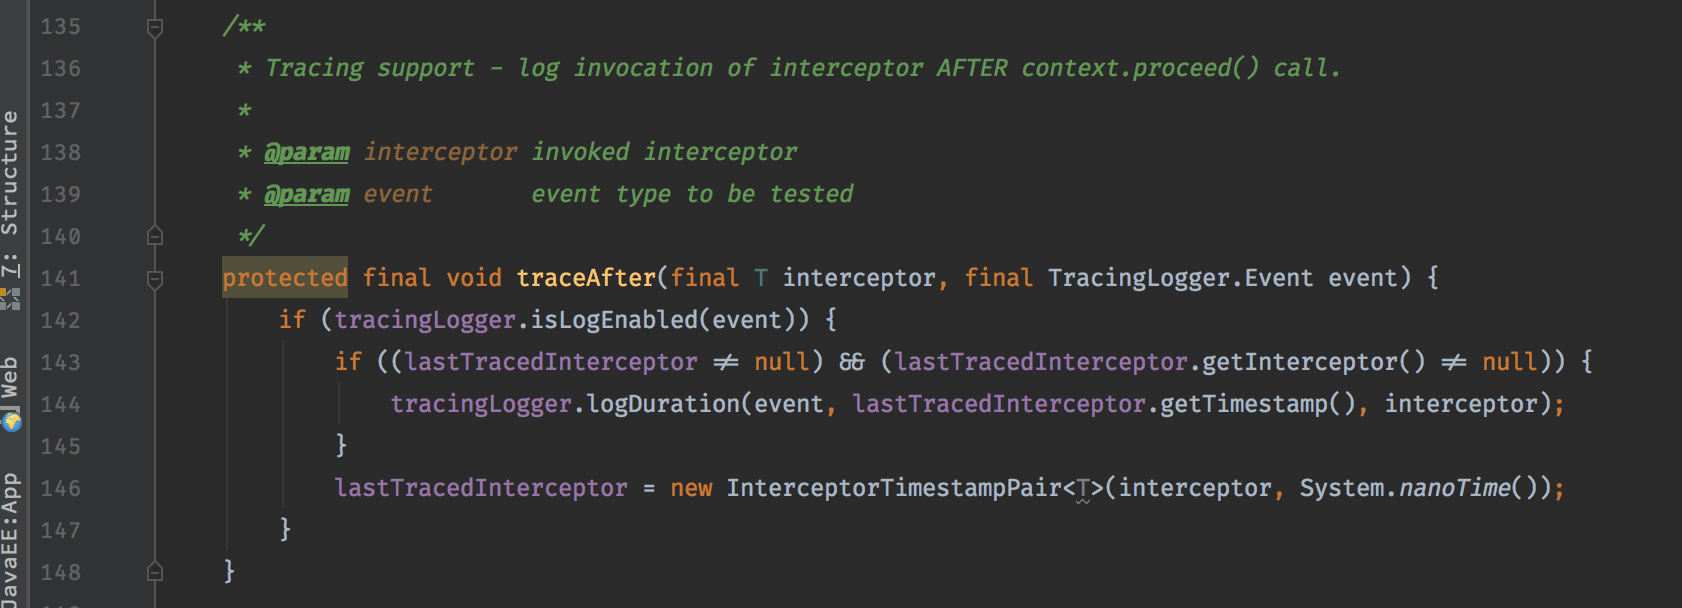 7: Structure
Web
JavaEE:App
135 /**
136 * Tracing support – log invocation of interceptor AFTER context.proceed() call.
137 *
138 * @param interceptor invoked interceptor
139 * @param event       event type to be tested
140 */
141 protected final void traceAfter(final T interceptor, final TracingLogger.Event event) {
142     if (tracingLogger.isLogEnabled(event)) {
143         if ((lastTracedInterceptor != null) && (lastTracedInterceptor.getInterceptor() != null)) {
144             tracingLogger.logDuration(event, lastTracedInterceptor.getTimestamp(), interceptor);
145         }
146         lastTracedInterceptor = new InterceptorTimestampPair<T>(interceptor, System.nanoTime());
147     }
148 }